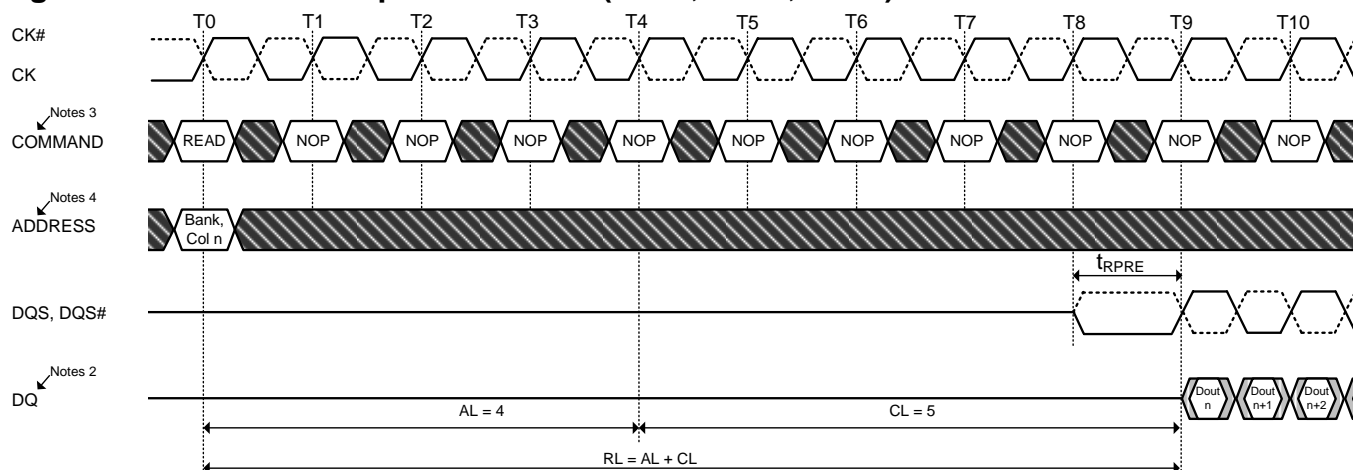 T0 T1 T2 T3 T4 T5 T6 T7 T8 T9 T10
CK#
CK
Notes 3
COMMAND
READ NOP NOP NOP NOP NOP NOP NOP NOP NOP NOP
Notes 4
ADDRESS
Bank,
Col n
tRPRE
DQS, DQS#
Notes 2
DQ
Dout
n
Dout
n+1
Dout
n+2
AL = 4
CL = 5
RL = AL + CL